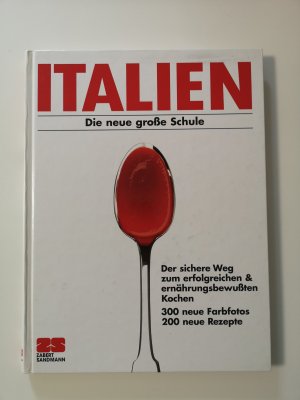 ITALIEN
Die neue große Schule
Der sichere Weg
zum erfolgreichen &
ernährungsbewußten
Kochen
300 neue Farbfotos
200 neue Rezepte
ZS
ZABERT
SANDMANN